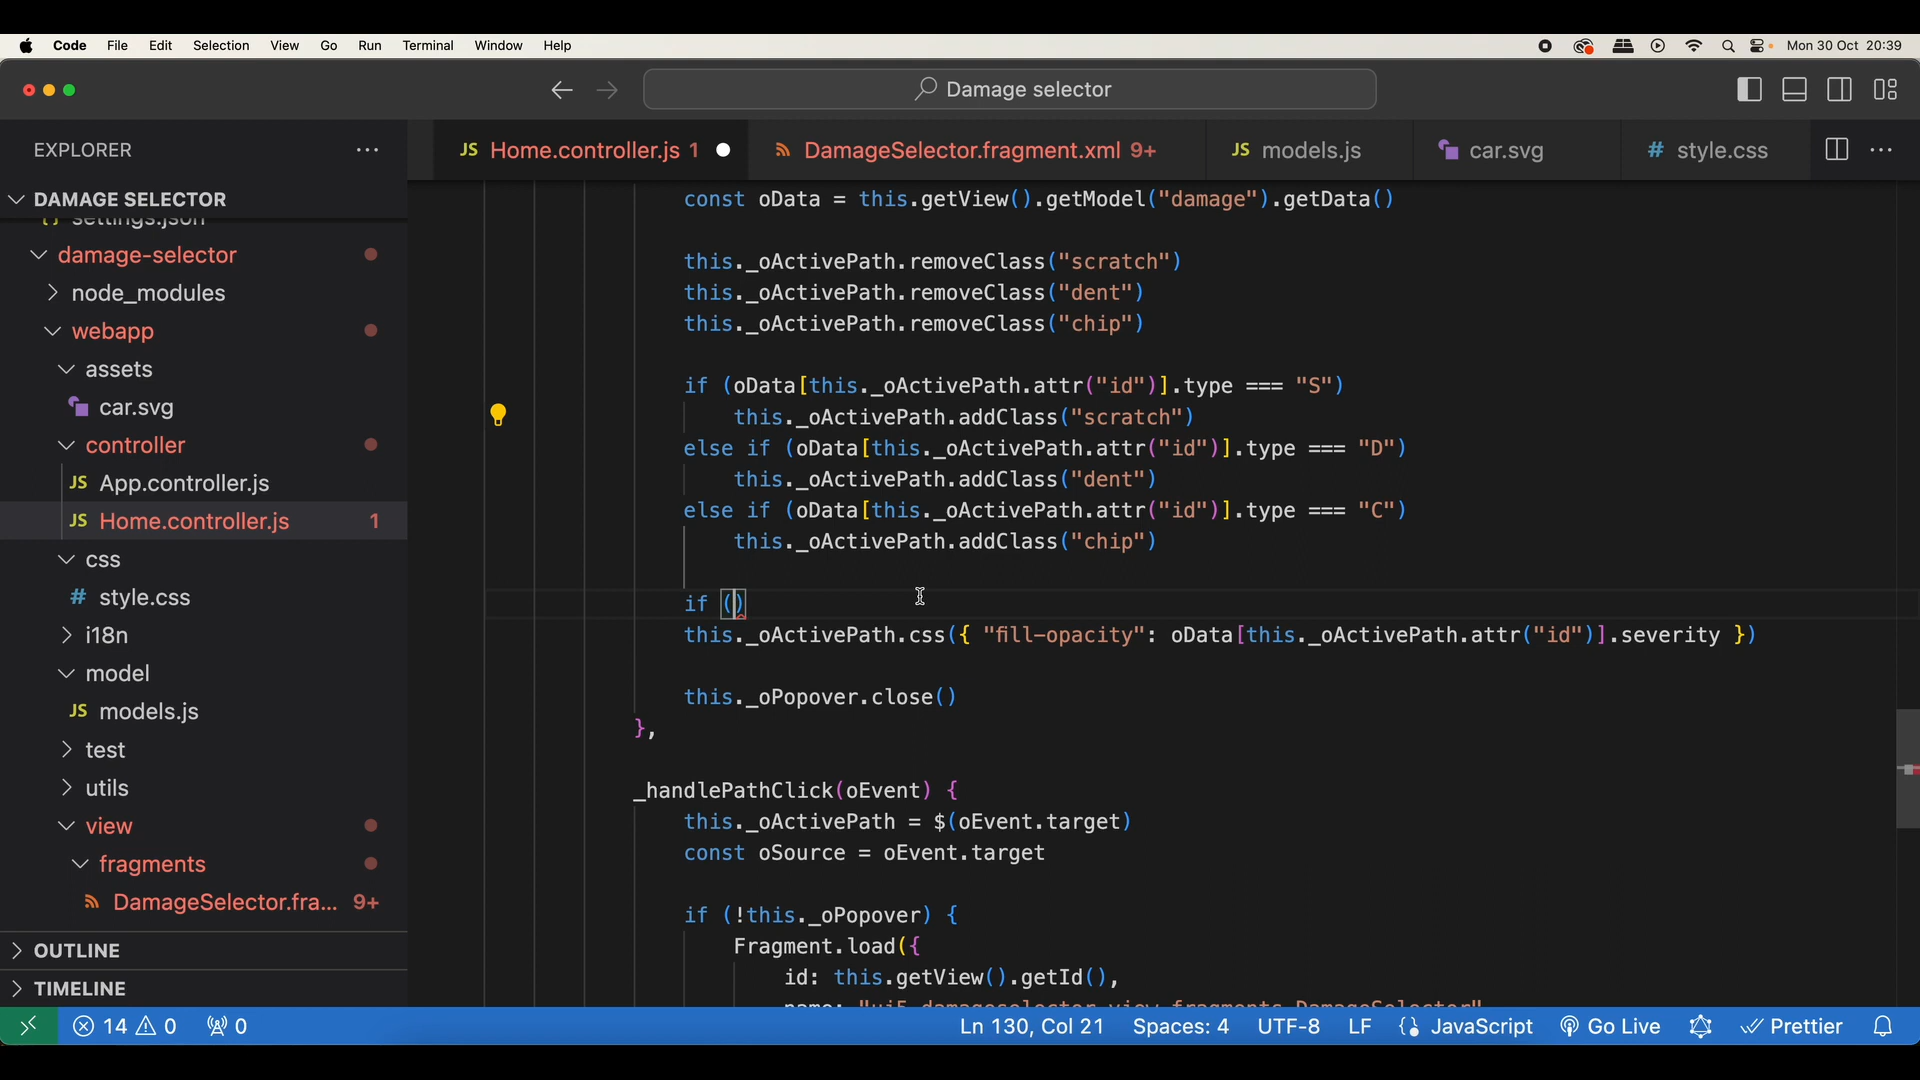 Code File Edit Selection View Go Run Terminal Window Help Mon 30 Oct 20:39
Damage selector
EXPLORER
JS Home.controller.js 1
DamageSelector.fragment.xml 9+
JS models.js
car.svg
# style.css
DAMAGE SELECTOR
settings.json
damage-selector
node_modules
webapp
assets
car.svg
controller
JS App.controller.js
JS Home.controller.js 1
css
# style.css
i18n
model
JS models.js
test
utils
view
fragments
DamageSelector.fra... 9+
OUTLINE
TIMELINE
const oData = this.getView().getModel("damage").getData()
this._oActivePath.removeClass("scratch")
this._oActivePath.removeClass("dent")
this._oActivePath.removeClass("chip")
if (oData[this._oActivePath.attr("id")].type === "S")
this._oActivePath.addClass("scratch")
else if (oData[this._oActivePath.attr("id")].type === "D")
this._oActivePath.addClass("dent")
else if (oData[this._oActivePath.attr("id")].type === "C")
this._oActivePath.addClass("chip")
if ()
this._oActivePath.css({ "fill-opacity": oData[this._oActivePath.attr("id")].severity })
this._oPopover.close()
},
_handlePathClick(oEvent) {
this._oActivePath = $(oEvent.target)
const oSource = oEvent.target
if (!this._oPopover) {
Fragment.load({
id: this.getView().getId(),
name: "ui5.damageselector.view.fragments.DamageSelector"
14 0 0 Ln 130, Col 21 Spaces: 4 UTF-8 LF {} JavaScript Go Live Prettier